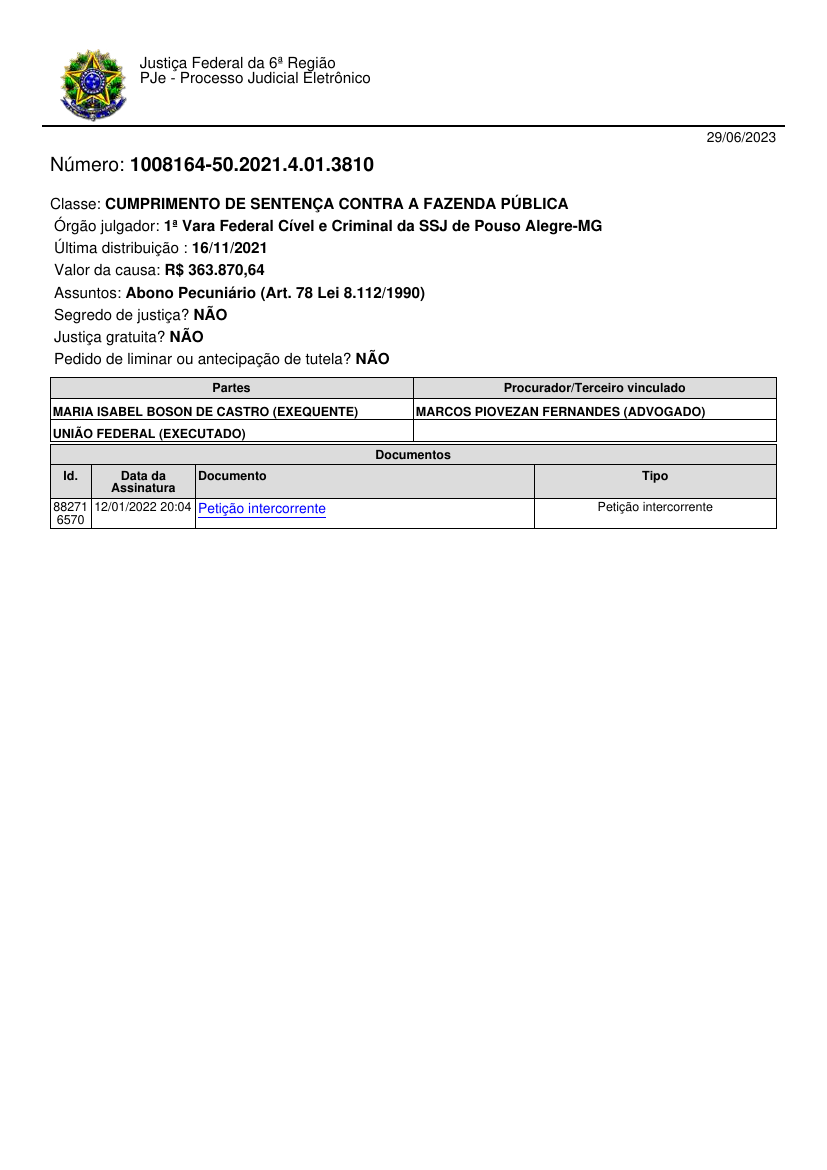 Justiça Federal da 6ª Região
PJe - Processo Judicial Eletrônico
29/06/2023
Número: 1008164-50.2021.4.01.3810
Classe: CUMPRIMENTO DE SENTENÇA CONTRA A FAZENDA PÚBLICA
Órgão julgador: 1ª Vara Federal Cível e Criminal da SSJ de Pouso Alegre-MG
Última distribuição : 16/11/2021
Valor da causa: R$ 363.870,64
Assuntos: Abono Pecuniário (Art. 78 Lei 8.112/1990)
Segredo de justiça? NÃO
Justiça gratuita? NÃO
Pedido de liminar ou antecipação de tutela? NÃO
Partes Procurador/Terceiro vinculado
MARIA ISABEL BOSON DE CASTRO (EXEQUENTE) MARCOS PIOVEZAN FERNANDES (ADVOGADO)
UNIÃO FEDERAL (EXECUTADO)
Documentos
Id. Data da Documento Tipo
Assinatura
88271 12/01/2022 20:04 Petição intercorrente Petição intercorrente
6570